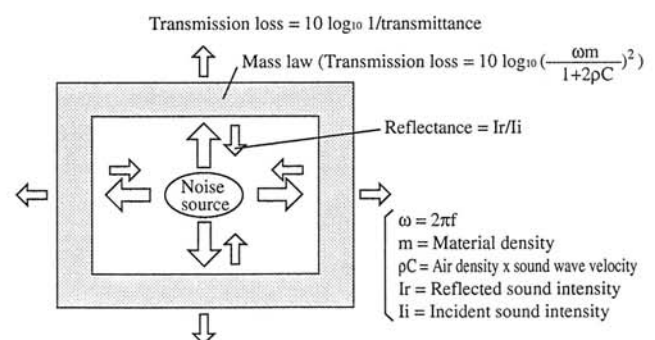 Transmission loss = 10 log₁₀ 1/transmittance
Mass law (Transmission loss = 10 log₁₀ (ωm/1+2ρC)²)
Reflectance = Ir/Ii
Noise
source
ω = 2πf
m = Material density
ρC = Air density x sound wave velocity
Ir = Reflected sound intensity
Ii = Incident sound intensity